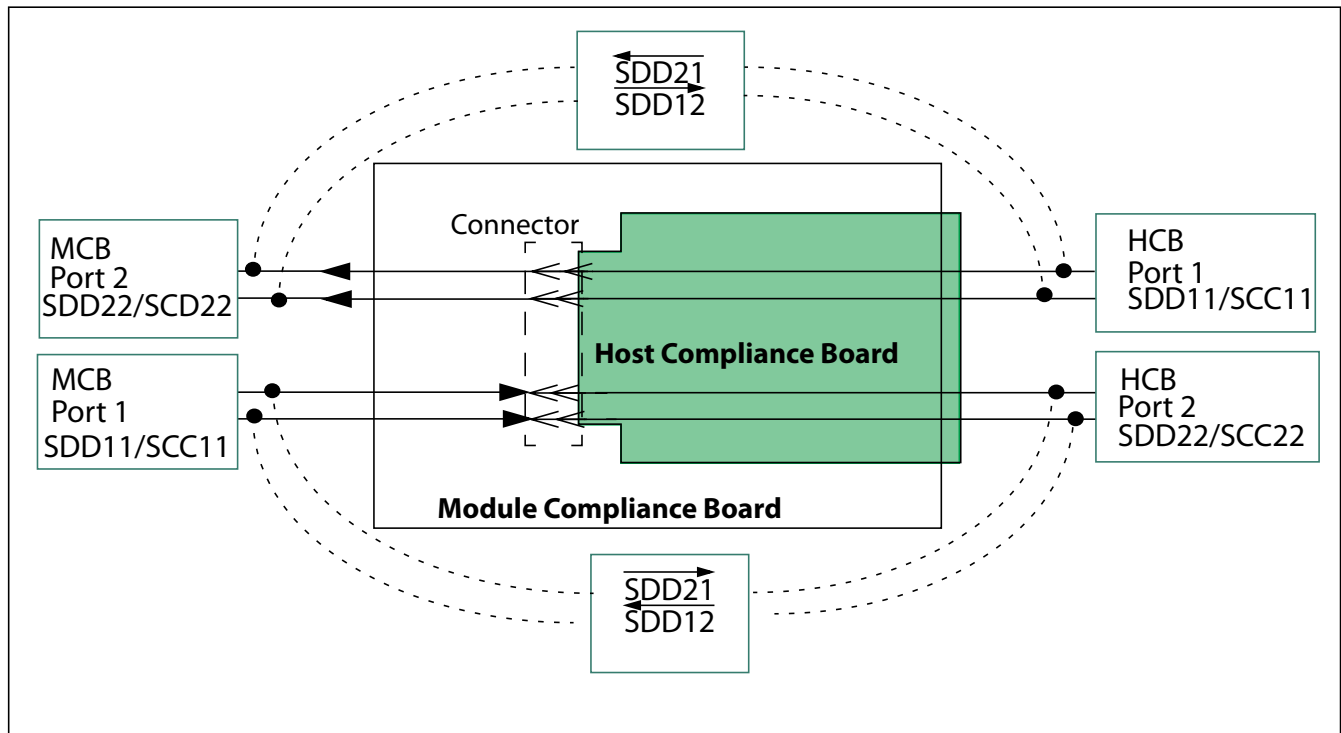 SDD21
SDD12
Connector
MCB
Port 2
SDD22/SCD22
HCB
Port 1
SDD11/SCC11
Host Compliance Board
MCB
Port 1
SDD11/SCC11
HCB
Port 2
SDD22/SCC22
Module Compliance Board
SDD21
SDD12